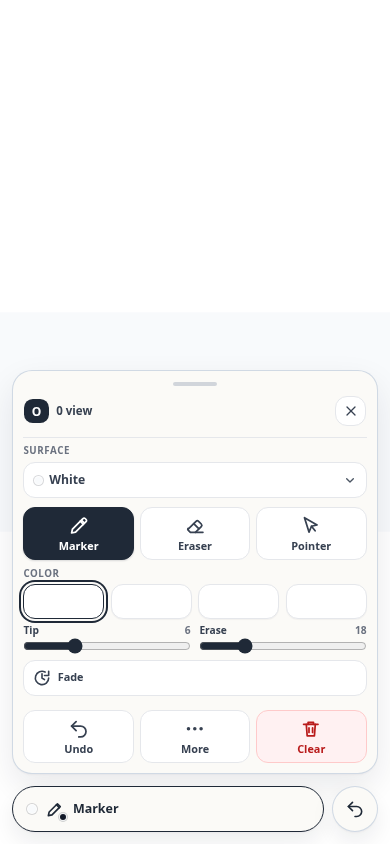 O 0 view
SURFACE
White
Marker Eraser Pointer
COLOR
Tip 6 Erase 18
Fade
Undo More Clear
Marker